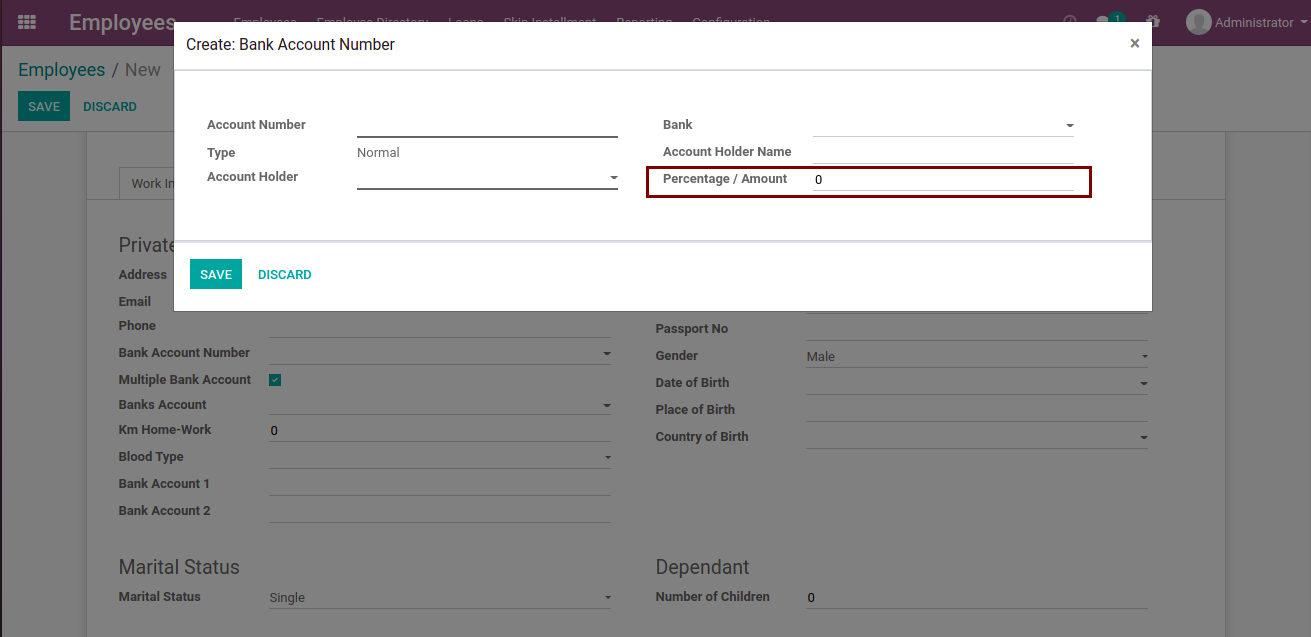 Employees Employees Employee Directory Loans Skip Installment Reporting Configuration 1 Administrator
Create: Bank Account Number ×
Employees / New
SAVE DISCARD
Account Number
Bank
Type Normal
Account Holder Name
Account Holder
Percentage / Amount 0
Work In
Private
SAVE DISCARD
Address
Email
Phone
Passport No
Bank Account Number
Gender Male
Multiple Bank Account
Date of Birth
Banks Account
Place of Birth
Km Home-Work 0
Country of Birth
Blood Type
Bank Account 1
Bank Account 2
Marital Status
Dependant
Marital Status Single
Number of Children 0